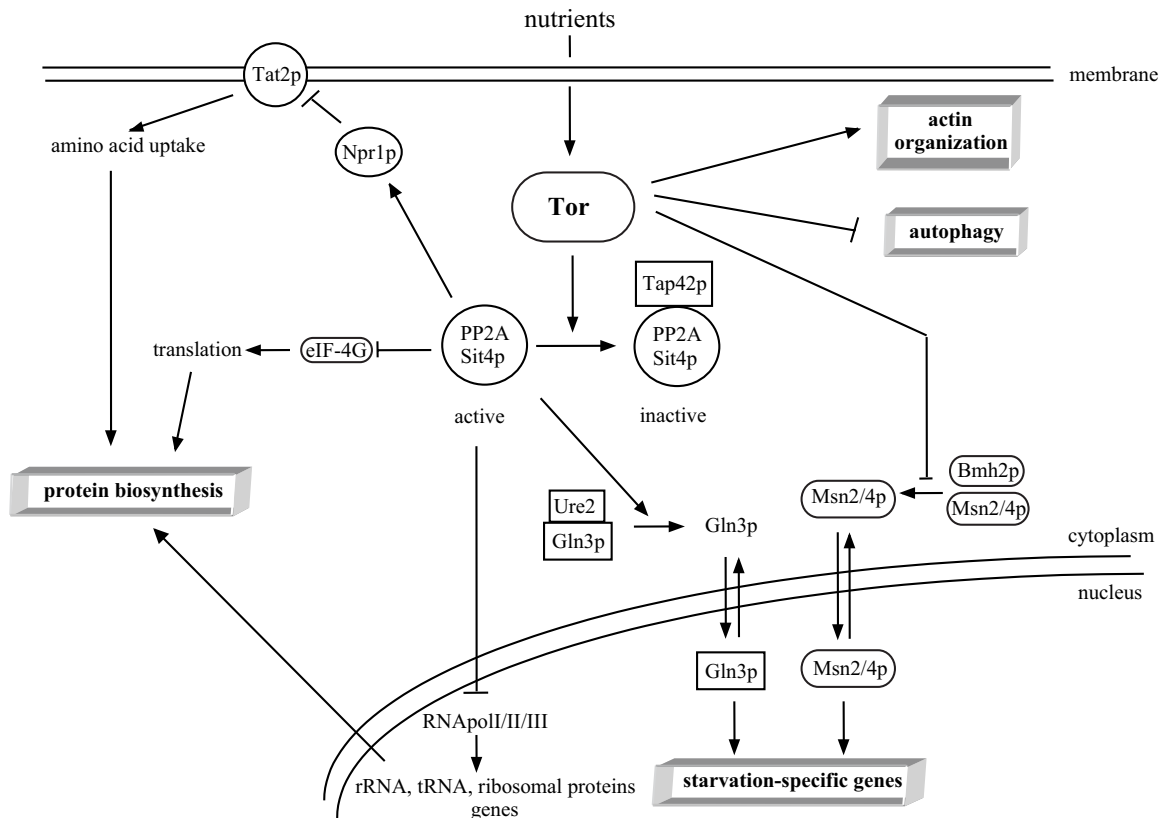 nutrients
Tat2p
membrane
actin
organization
amino acid uptake
Npr1p
Tor
autophagy
Tap42p
PP2A
Sit4p
PP2A
Sit4p
translation
eIF-4G
active
inactive
protein biosynthesis
Bmh2p
Msn2/4p
Msn2/4p
Ure2
Gln3p
Gln3p
cytoplasm
nucleus
Gln3p
Msn2/4p
RNApolI/II/III
rRNA, tRNA, ribosomal proteins
genes
starvation-specific genes